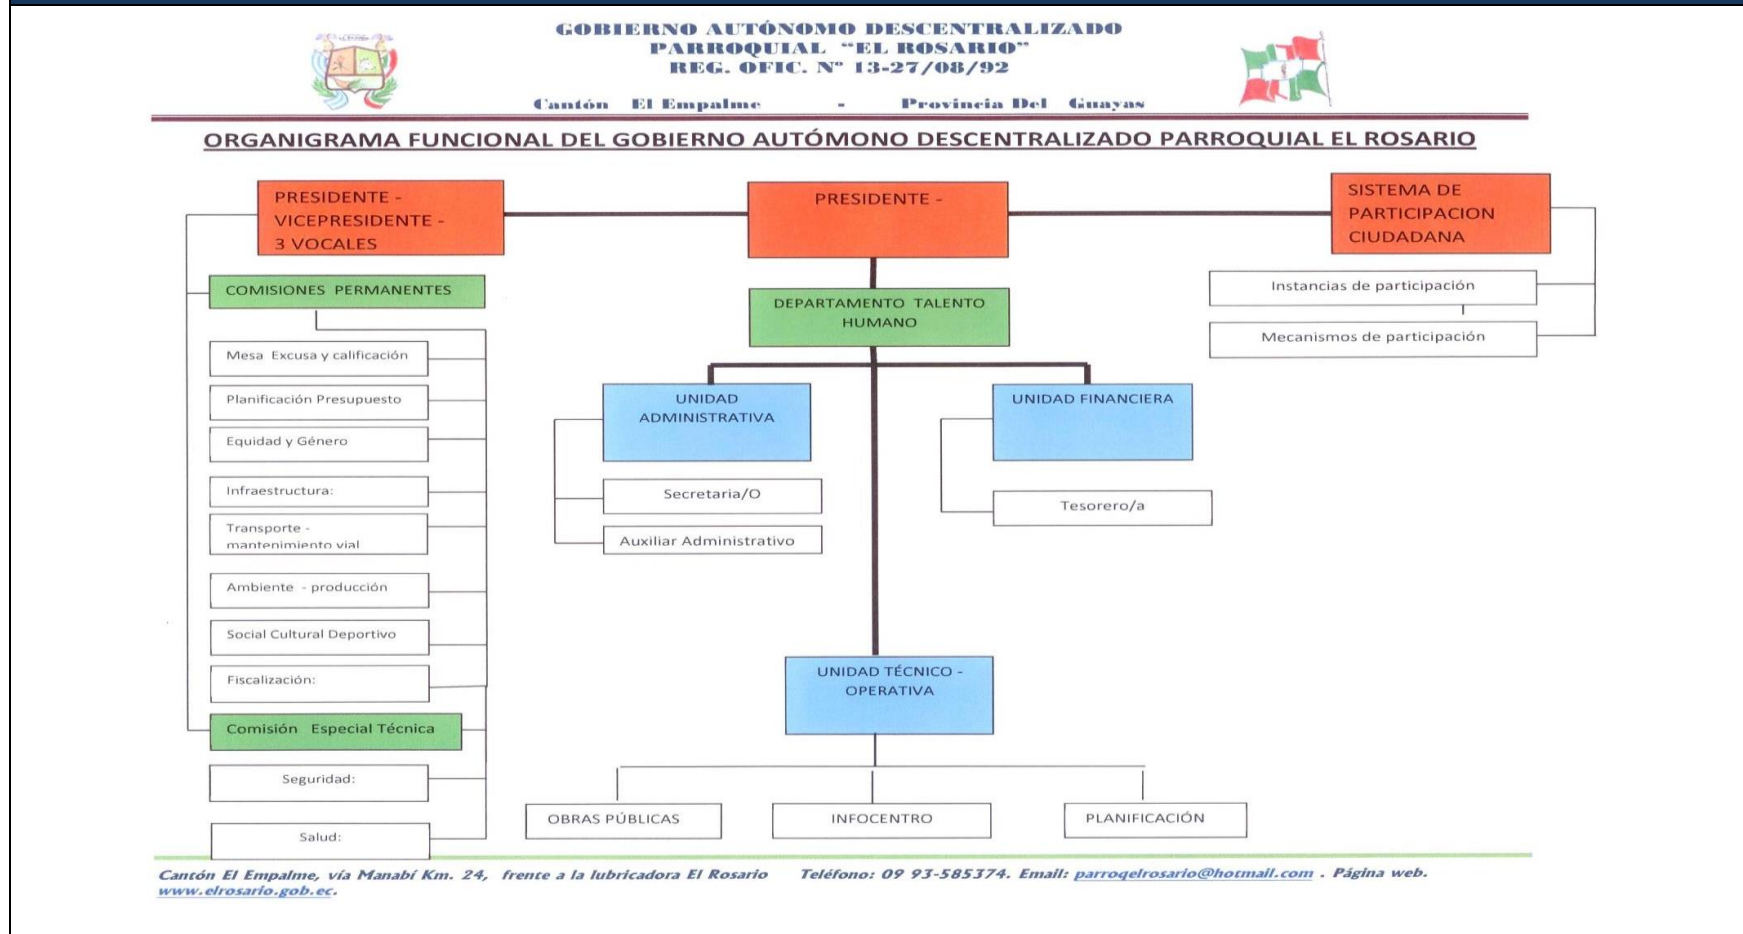 GOBIERNO AUTÓNOMO DESCENTRALIZADO
PARROQUIAL “EL ROSARIO”
REG. OFIC. Nº 13-27/08/92
Cantón El Empalme - Provincia Del Guayas
ORGANIGRAMA FUNCIONAL DEL GOBIERNO AUTÓMONO DESCENTRALIZADO PARROQUIAL EL ROSARIO
PRESIDENTE -
VICEPRESIDENTE -
3 VOCALES
PRESIDENTE -
SISTEMA DE
PARTICIPACION
CIUDADANA
COMISIONES PERMANENTES
Mesa Excusa y calificación
Planificación Presupuesto
Equidad y Género
Infraestructura:
Transporte -
mantenimiento vial
Ambiente - producción
Social Cultural Deportivo
Fiscalización:
Comisión Especial Técnica
Seguridad:
Salud:
DEPARTAMENTO TALENTO
HUMANO
UNIDAD
ADMINISTRATIVA
Secretaria/O
Auxiliar Administrativo
UNIDAD FINANCIERA
Tesorero/a
UNIDAD TÉCNICO -
OPERATIVA
OBRAS PÚBLICAS
INFOCENTRO
PLANIFICACIÓN
Instancias de participación
Mecanismos de participación
Cantón El Empalme, vía Manabí Km. 24, frente a la lubricadora El Rosario Teléfono: 09 93-585374. Email: parroqelrosario@hotmail.com . Página web.
www.elrosario.gob.ec.